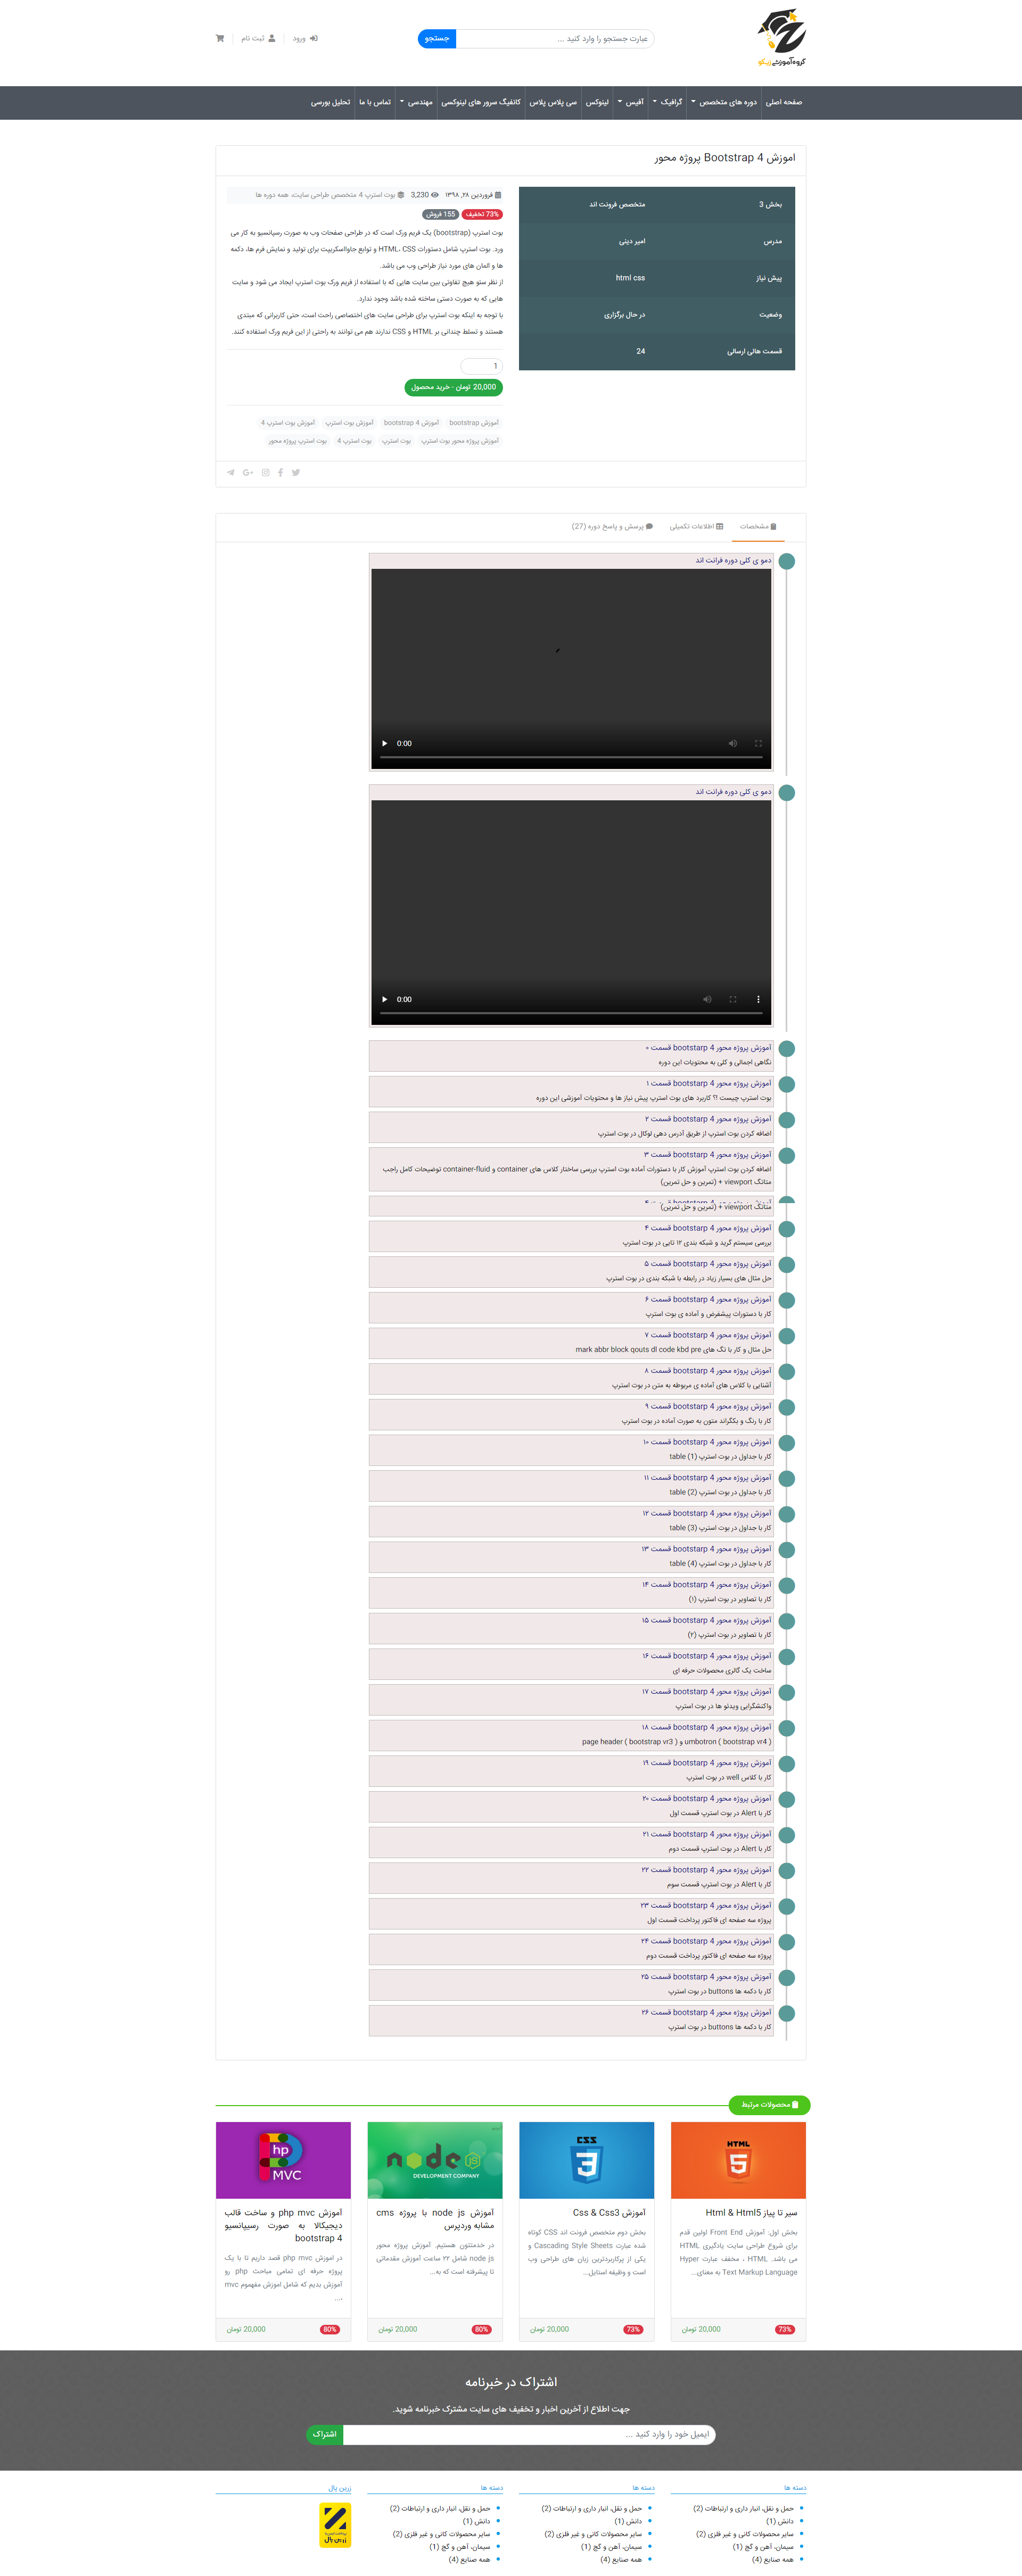 گروه آموزشی زیگو
عبارت جستجو را وارد کنید ...
جستجو
ورود
ثبت نام
صفحه اصلی
دوره های متخصص
گرافیک
آفیس
لینوکس
سی پلاس پلاس
کانفیگ سرور های لینوکسی
مهندسی
تماس با ما
تحلیل بورسی
آموزش Bootstrap 4 پروژه محور
بخش 3 متخصص فرونت اند
مدرس امیر دینی
پیش نیاز html css
وضعیت در حال برگزاری
قسمت هالی ارسالی 24
فروردین ۲۸, ۱۳۹۸ 3,230 بوت استرپ 4 متخصص طراحی سایت، همه دوره ها
73% تخفیف 155 فروش
بوت استرپ (bootstrap) یک فریم ورک است که در طراحی صفحات وب به صورت رسپانسیو به کار می
ورد. بوت استرپ شامل دستورات HTML، CSS و توابع جاوااسکریپت برای تولید و نمایش فرم ها، دکمه
ها و المان های مورد نیاز طراحی وب می باشد.
از نظر سئو هیچ تفاوتی بین سایت هایی که با استفاده از فریم ورک بوت استرپ ایجاد می شود و سایت
هایی که به صورت دستی ساخته شده باشد وجود ندارد.
با توجه به اینکه بوت استرپ برای طراحی سایت های اختصاصی راحت است، حتی کاربرانی که مبتدی
هستند و تسلط چندانی بر HTML و CSS ندارند هم می توانند به راحتی از این فریم ورک استفاده کنند.
1
20,000 تومان - خرید محصول
آموزش bootstrap آموزش bootstrap 4 آموزش بوت استرپ آموزش بوت استرپ 4
آموزش پروژه محور بوت استرپ بوت استرپ بوت استرپ 4 بوت استرپ پروژه محور
مشخصات
اطلاعات تکمیلی
پرسش و پاسخ دوره (27)
دمو ی کلی دوره فرانت اند
0:00
دمو ی کلی دوره فرانت اند
0:00
آموزش پروژه محور bootstarp 4 قسمت ۰
نگاهی اجمالی و کلی به محتویات این دوره
آموزش پروژه محور bootstarp 4 قسمت ۱
بوت استرپ چیست ؟! کاربرد های بوت استرپ پیش نیاز ها و محتویات آموزشی این دوره
آموزش پروژه محور bootstarp 4 قسمت ۲
اضافه کردن بوت استرپ از طریق آدرس دهی لوکال در بوت استرپ
آموزش پروژه محور bootstarp 4 قسمت ۳
اضافه کردن بوت استرپ آموزش کار با دستورات آماده بوت استرپ بررسی ساختار کلاس های container و container-fluid توضیحات کامل راجب
متاتگ viewport + (تمرین و حل تمرین)
متاتگ viewport + (تمرین و حل تمرین)
آموزش پروژه محور bootstarp 4 قسمت ۴
بررسی سیستم گرید و شبکه بندی ۱۲ تایی در بوت استرپ
آموزش پروژه محور bootstarp 4 قسمت ۵
حل مثال های بسیار زیاد در رابطه با شبکه بندی در بوت استرپ
آموزش پروژه محور bootstarp 4 قسمت ۶
کار با دستورات پیشفرض و آماده ی بوت استرپ
آموزش پروژه محور bootstarp 4 قسمت ۷
حل مثال و کار با تگ های mark abbr block qouts dl code kbd pre
آموزش پروژه محور bootstarp 4 قسمت ۸
آشنایی با کلاس های آماده ی مربوطه به متن در بوت استرپ
آموزش پروژه محور bootstarp 4 قسمت ۹
کار با رنگ و بکگراند متون به صورت آماده در بوت استرپ
آموزش پروژه محور bootstarp 4 قسمت ۱۰
کار با جداول در بوت استرپ table (1)
آموزش پروژه محور bootstarp 4 قسمت ۱۱
کار با جداول در بوت استرپ table (2)
آموزش پروژه محور bootstarp 4 قسمت ۱۲
کار با جداول در بوت استرپ table (3)
آموزش پروژه محور bootstarp 4 قسمت ۱۳
کار با جداول در بوت استرپ table (4)
آموزش پروژه محور bootstarp 4 قسمت ۱۴
کار با تصاویر در بوت استرپ (۱)
آموزش پروژه محور bootstarp 4 قسمت ۱۵
کار با تصاویر در بوت استرپ (۲)
آموزش پروژه محور bootstarp 4 قسمت ۱۶
ساخت یک گالری محصولات حرفه ای
آموزش پروژه محور bootstarp 4 قسمت ۱۷
واکنشگرایی ویدئو ها در بوت استرپ
آموزش پروژه محور bootstarp 4 قسمت ۱۸
umbotron ( bootstrap vr4 ) و page header ( bootstrap vr3 )
آموزش پروژه محور bootstarp 4 قسمت ۱۹
کار با کلاس well در بوت استرپ
آموزش پروژه محور bootstarp 4 قسمت ۲۰
کار با Alert در بوت استرپ قسمت اول
آموزش پروژه محور bootstarp 4 قسمت ۲۱
کار با Alert در بوت استرپ قسمت دوم
آموزش پروژه محور bootstarp 4 قسمت ۲۲
کار با Alert در بوت استرپ قسمت سوم
آموزش پروژه محور bootstarp 4 قسمت ۲۳
پروژه سه صفحه ای فاکتور پرداخت قسمت اول
آموزش پروژه محور bootstarp 4 قسمت ۲۴
پروژه سه صفحه ای فاکتور پرداخت قسمت دوم
آموزش پروژه محور bootstarp 4 قسمت ۲۵
کار با دکمه ها buttons در بوت استرپ
آموزش پروژه محور bootstarp 4 قسمت ۲۶
کار با دکمه ها buttons در بوت استرپ
محصولات مرتبط
HTML
5
سیر تا پیاز Html & Html5
بخش اول: آموزش Front End اولین قدم
برای شروع طراحی سایت یادگیری HTML
می باشد. HTML ، مخفف عبارت Hyper
Text Markup Language به معنای...
73% 20,000 تومان
CSS
3
آموزش Css & Css3
بخش دوم متخصص فرونت اند CSS کوتاه
شده عبارت Cascading Style Sheets و
یکی از پرکاربردترین زبان های طراحی وب
است و وظیفه استایل...
73% 20,000 تومان
node JS
DEVELOPMENT COMPANY
آموزش node js با پروژه cms
مشابه وردپرس
در خدمتتون هستیم. آموزش پروژه محور
node js شامل ۲۲ ساعت آموزش مقدماتی
تا پیشرفته است که به...
80% 20,000 تومان
php
MVC
آموزش php mvc و ساخت قالب
دیجیکالا به صورت رسپانسیو
bootstrap 4
در آموزش php mvc قصد داریم تا با یک
پروژه حرفه ای تمامی مباحث php رو
آموزش بدیم که شامل آموزش مفهموم mvc
،...
80% 20,000 تومان
اشتراک در خبرنامه
جهت اطلاع از آخرین اخبار و تخفیف های سایت مشترک خبرنامه شوید.
ایمیل خود را وارد کنید ...
اشتراک
دسته ها
حمل و نقل، انبار داری و ارتباطات (2)
دانش (1)
سایر محصولات کانی و غیر فلزی (2)
سیمان، آهن و گچ (1)
همه صنایع (4)
دسته ها
حمل و نقل، انبار داری و ارتباطات (2)
دانش (1)
سایر محصولات کانی و غیر فلزی (2)
سیمان، آهن و گچ (1)
همه صنایع (4)
دسته ها
حمل و نقل، انبار داری و ارتباطات (2)
دانش (1)
سایر محصولات کانی و غیر فلزی (2)
سیمان، آهن و گچ (1)
همه صنایع (4)
زرین پال
زرین پال